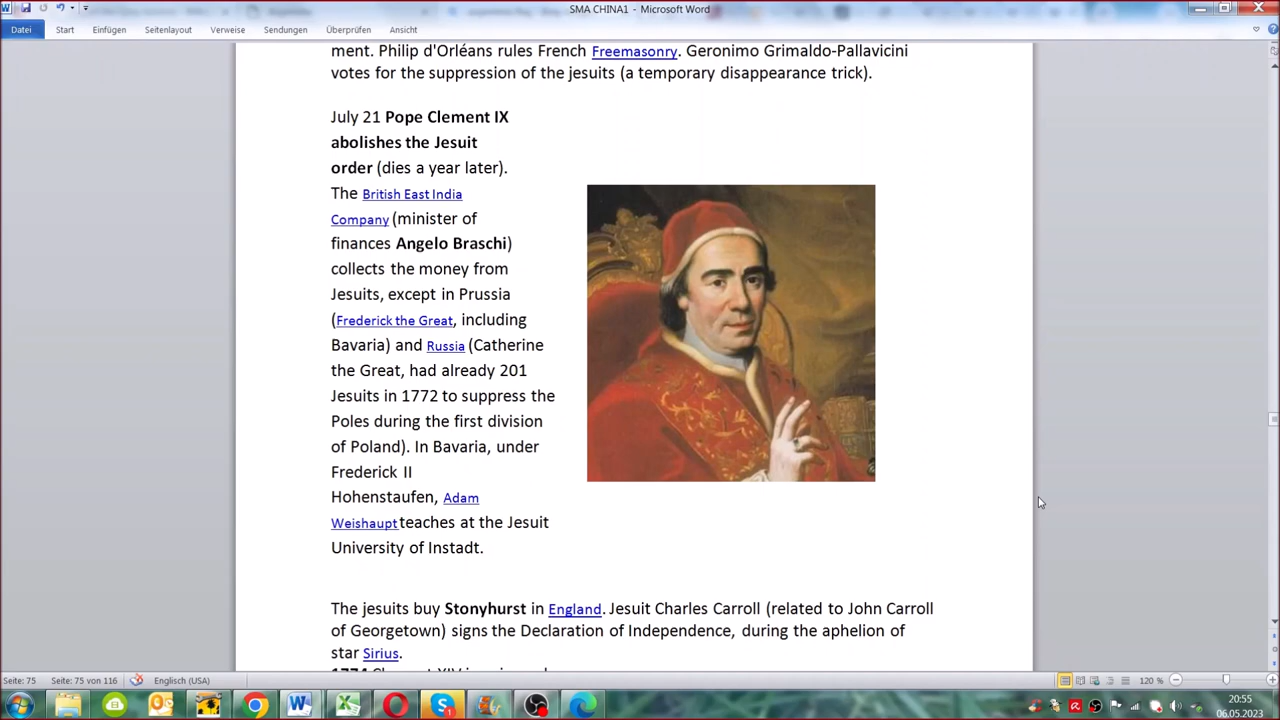 SMA CHINA1 - Microsoft Word
Datei Start Einfügen Seitenlayout Verweise Sendungen Überprüfen Ansicht
ment. Philip d'Orléans rules French Freemasonry. Geronimo Grimaldo-Pallavicini
votes for the suppression of the jesuits (a temporary disappearance trick).
July 21 Pope Clement IX
abolishes the Jesuit
order (dies a year later).
The British East India
Company (minister of
finances Angelo Braschi)
collects the money from
Jesuits, except in Prussia
(Frederick the Great, including
Bavaria) and Russia (Catherine
the Great, had already 201
Jesuits in 1772 to suppress the
Poles during the first division
of Poland). In Bavaria, under
Frederick II
Hohenstaufen, Adam
Weishaupt teaches at the Jesuit
University of Instadt.
The jesuits buy Stonyhurst in England. Jesuit Charles Carroll (related to John Carroll
of Georgetown) signs the Declaration of Independence, during the aphelion of
star Sirius.
Seite: 75 Seite: 75 von 116 Englisch (USA) 120 %
20:55
06.05.2023